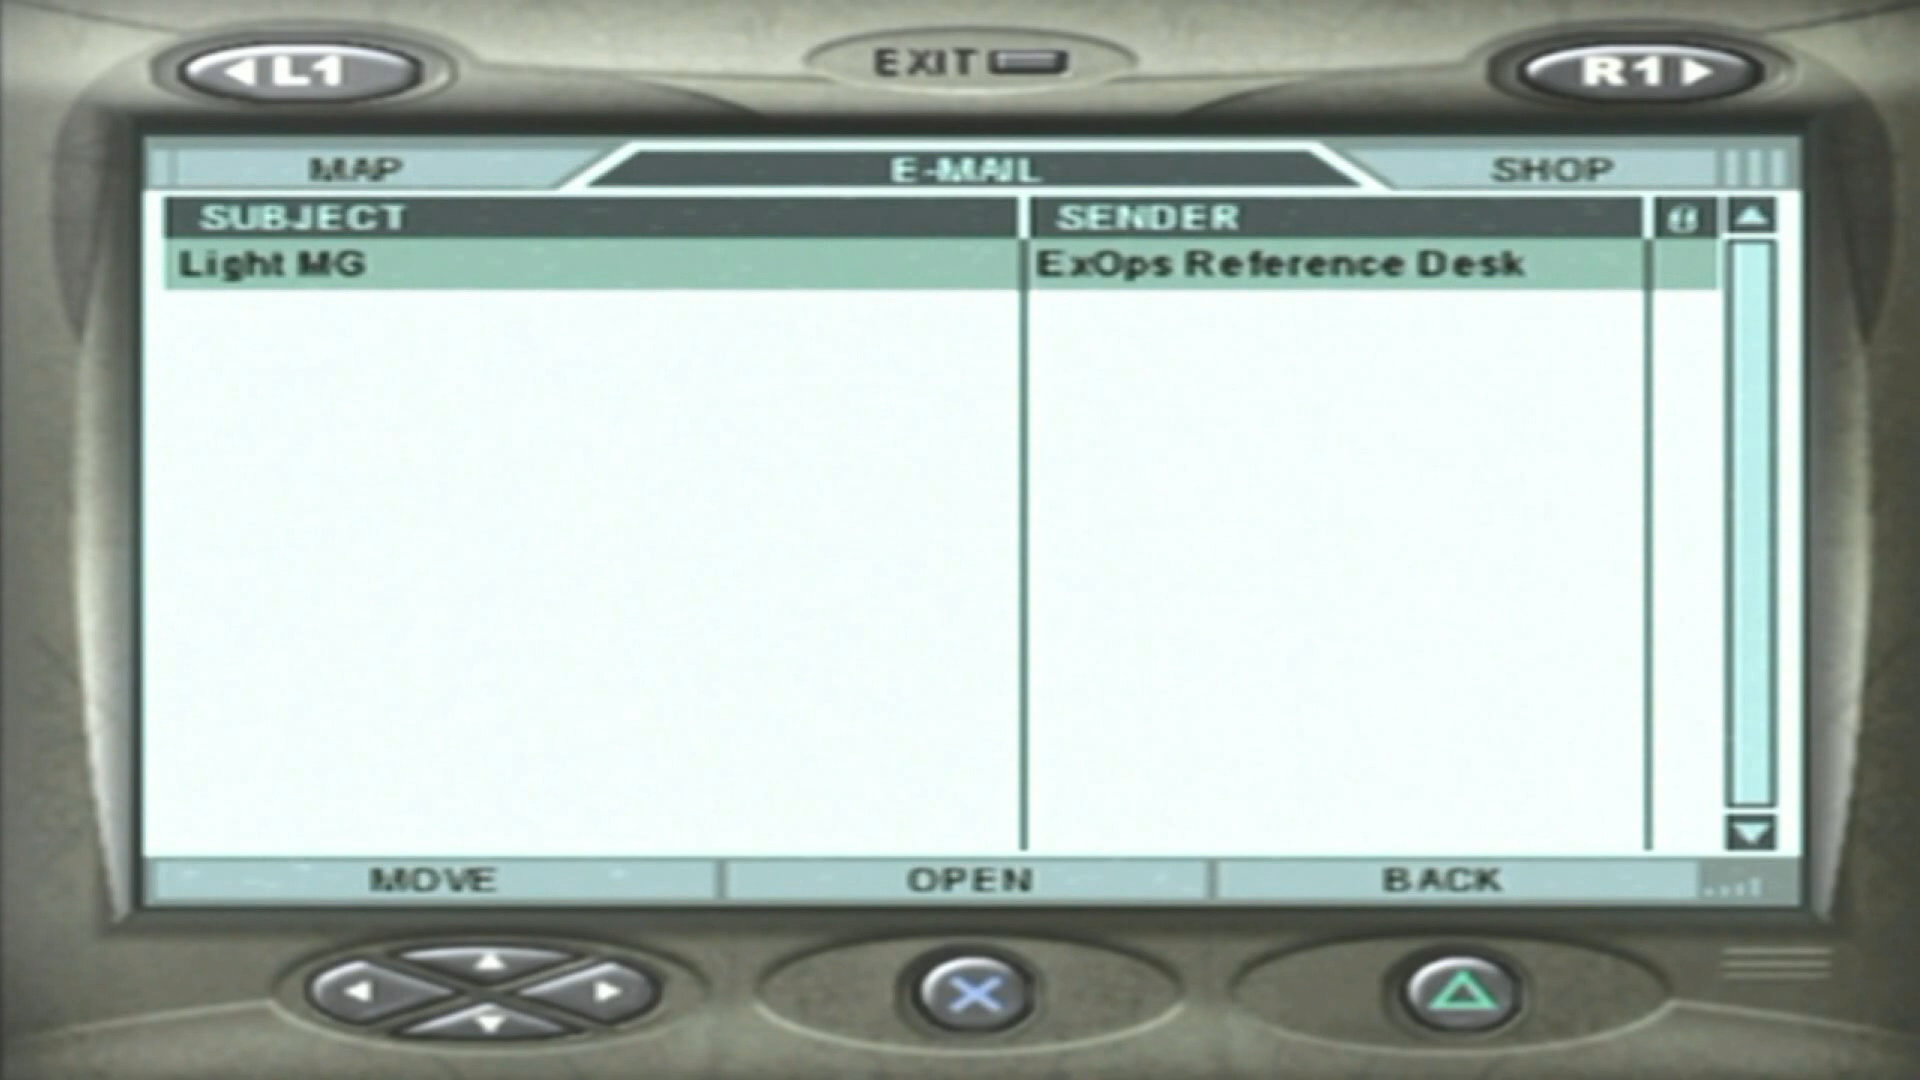 L1
EXIT
R1
MAP
E-MAIL
SHOP
SUBJECT
SENDER
Light MG
ExOps Reference Desk
MOVE
OPEN
BACK